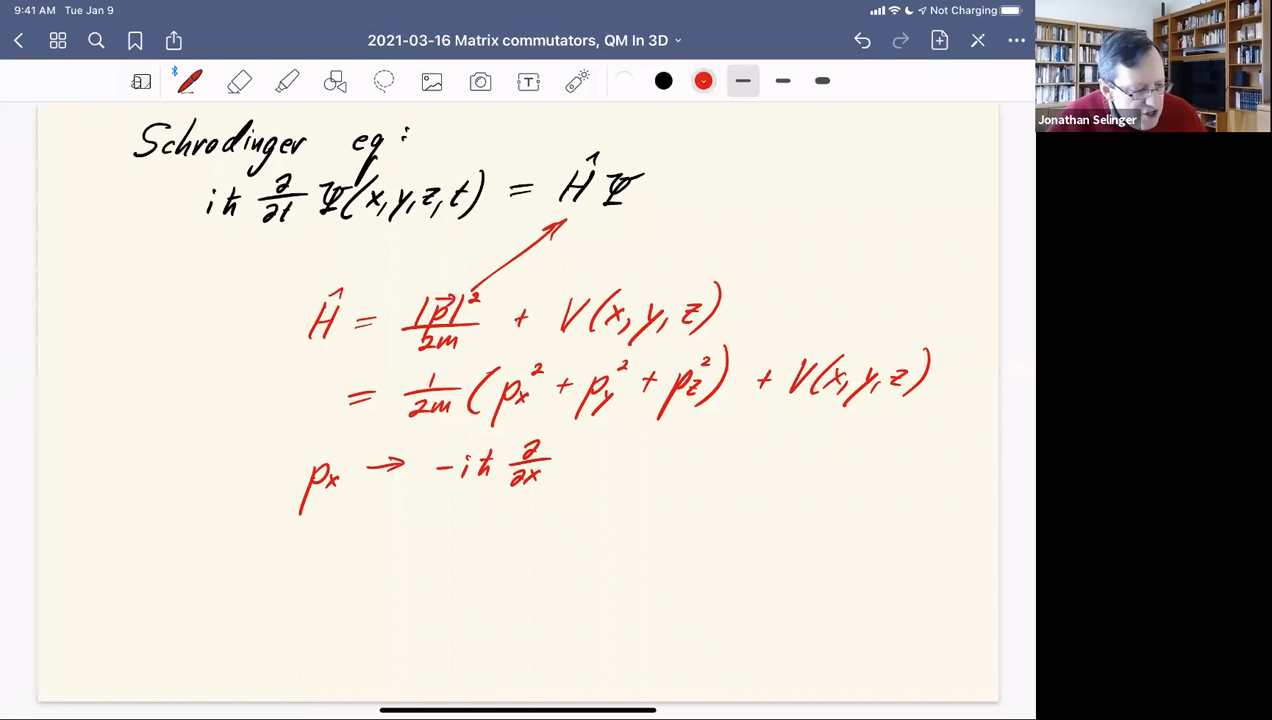 9:41 AM Tue Jan 9
Not Charging
2021-03-16 Matrix commutators, QM In 3D
T
Jonathan Selinger
Schrodinger eq:
iħ ∂/∂t Ψ(x,y,z,t) = ĤΨ
Ĥ = |p⃗|²/2m + V(x,y,z)
= 1/2m (px² + py² + pz²) + V(x,y,z)
px → -iħ ∂/∂x